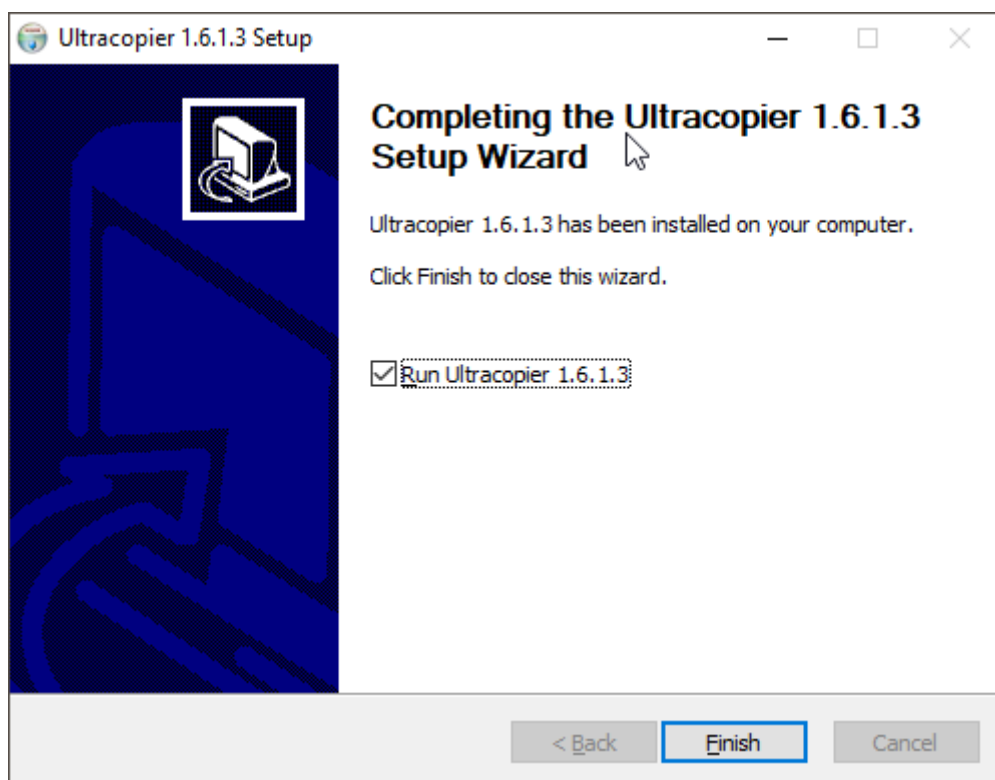 Ultracopier 1.6.1.3 Setup
Completing the Ultracopier 1.6.1.3
Setup Wizard
Ultracopier 1.6.1.3 has been installed on your computer.
Click Finish to close this wizard.
Run Ultracopier 1.6.1.3
< Back Finish Cancel